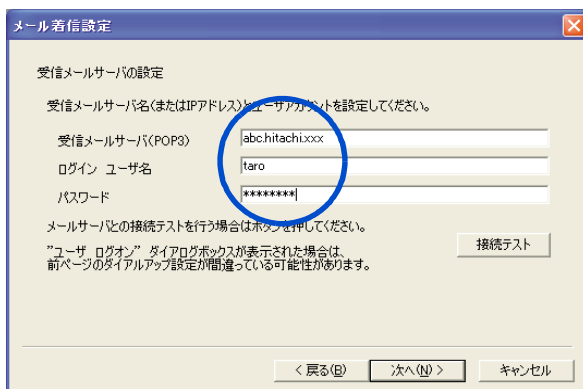 メール着信設定
受信メールサーバの設定
受信メールサーバ名(またはIPアドレス)とユーザアカウントを設定してください。
受信メールサーバ(POP3) abc.hitachi.xxx
ログイン ユーザ名 taro
パスワード ********
メールサーバとの接続テストを行う場合はボタンを押してください。
"ユーザ ログオン" ダイアログボックスが表示された場合は、
前ページのダイアルアップ設定が間違っている可能性があります。
接続テスト
< 戻る(B) 次へ(N) > キャンセル